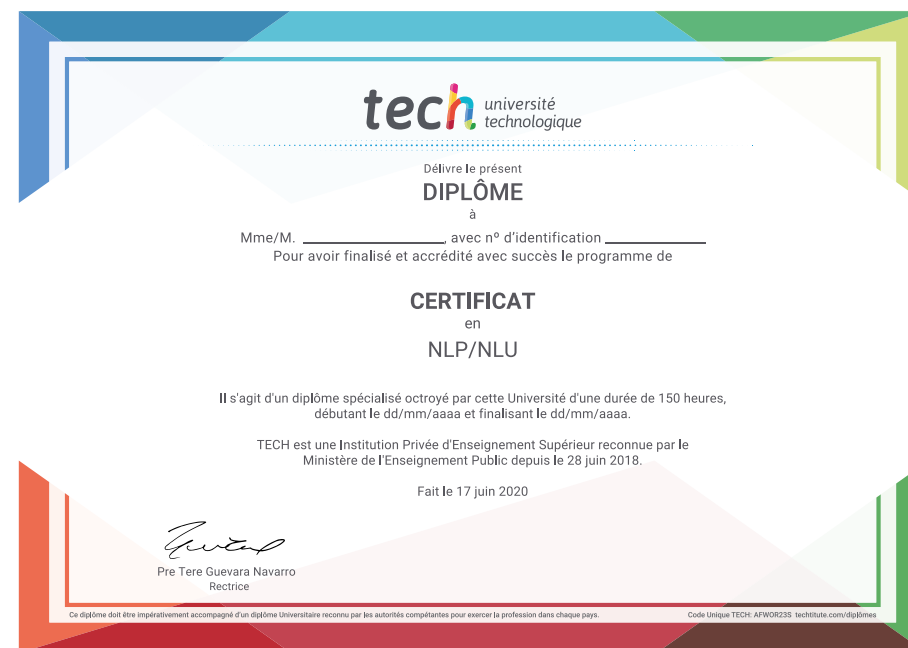 tech université
technologique
Délivre le présent
DIPLÔME
à
Mme/M. ____________________, avec nº d'identification ______________
Pour avoir finalisé et accrédité avec succès le programme de
CERTIFICAT
en
NLP/NLU
Il s'agit d'un diplôme spécialisé octroyé par cette Université d'une durée de 150 heures,
débutant le dd/mm/aaaa et finalisant le dd/mm/aaaa.
TECH est une Institution Privée d'Enseignement Supérieur reconnue par le
Ministère de l'Enseignement Public depuis le 28 juin 2018.
Fait le 17 juin 2020
Pre Tere Guevara Navarro
Rectrice
Ce diplôme doit être impérativement accompagné d'un diplôme Universitaire reconnu par les autorités compétantes pour exercer la profession dans chaque pays.
Code Unique TECH: AFWOR23S techtitute.com/diplômes